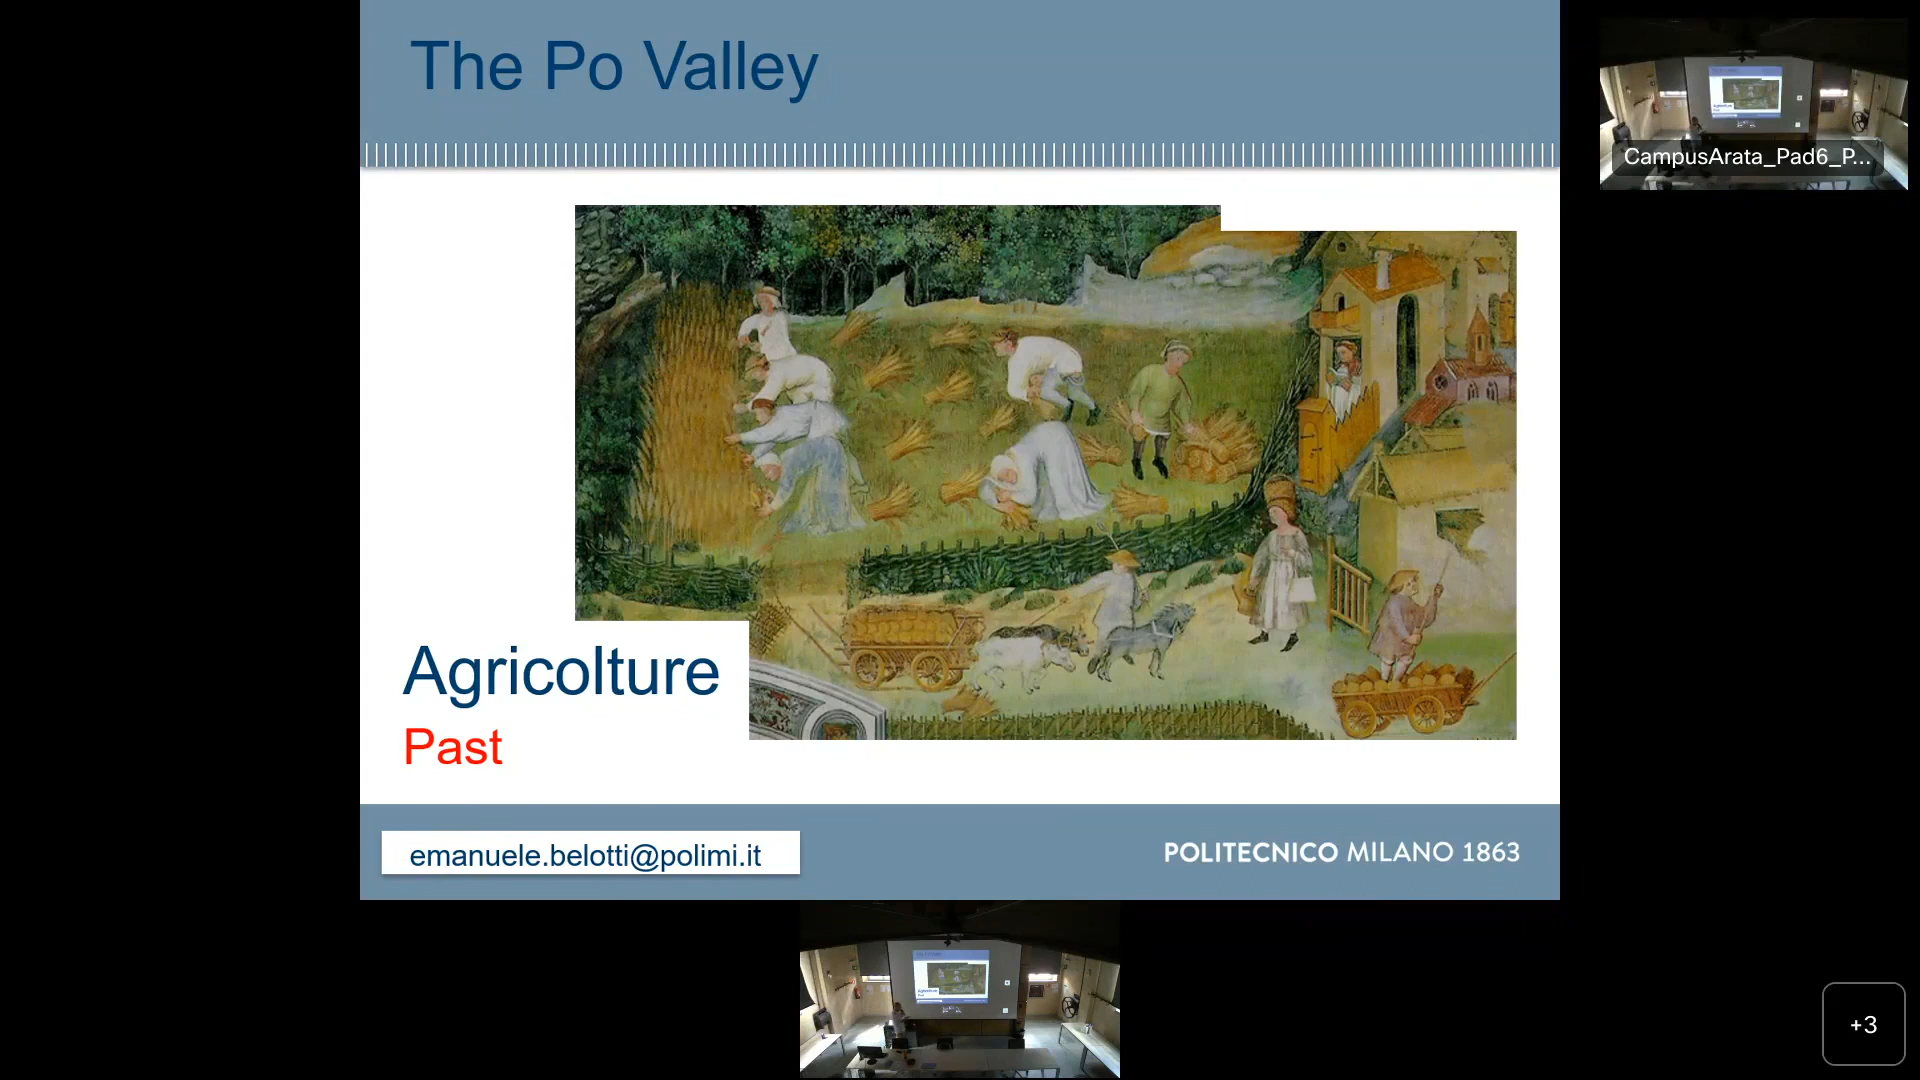 The Po Valley
CampusArata_Pad6_P...
Agricolture
Past
emanuele.belotti@polimi.it
POLITECNICO MILANO 1863
+3